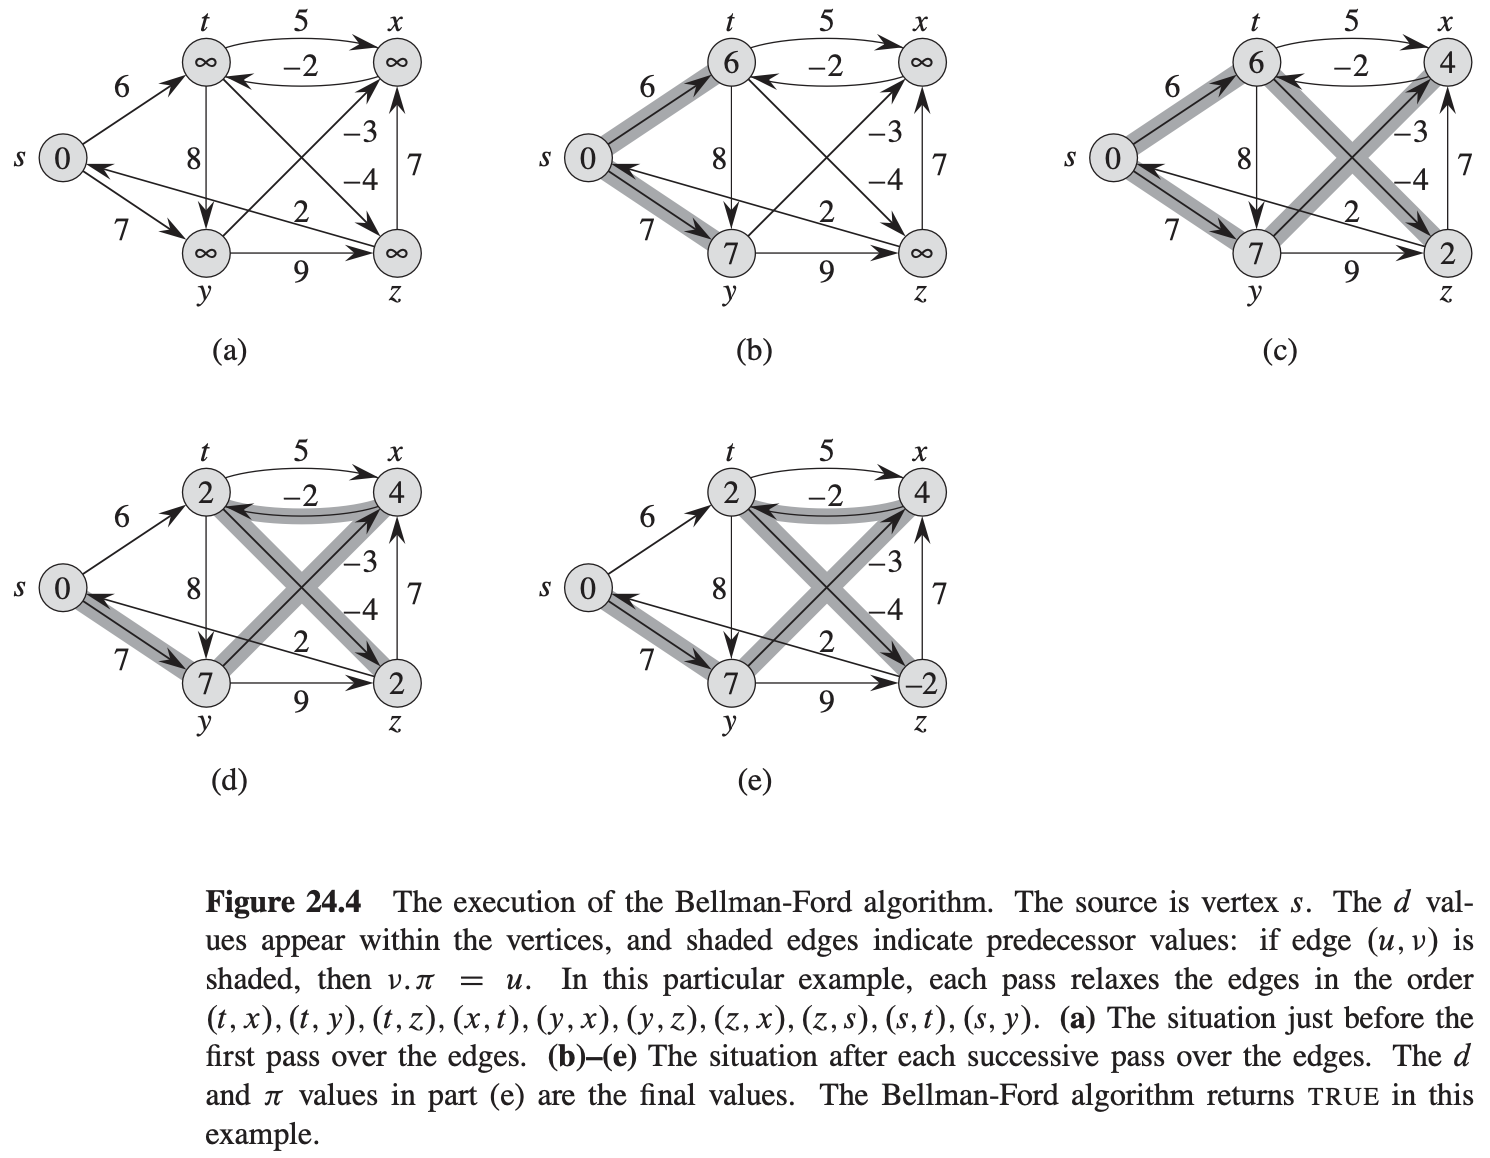 t 5 x
∞ –2 ∞
6
–3
s 0 8 7
–4
7 2
∞ 9 ∞
y z
(a)
t 5 x
6 –2 ∞
6
–3
s 0 8 7
–4
7 2
7 9 ∞
y z
(b)
t 5 x
6 –2 4
6
–3
s 0 8 7
–4
7 2
7 9 2
y z
(c)
t 5 x
2 –2 4
6
–3
s 0 8 7
–4
7 2
7 9 2
y z
(d)
t 5 x
2 –2 4
6
–3
s 0 8 7
–4
7 2
7 9 –2
y z
(e)
Figure 24.4 The execution of the Bellman-Ford algorithm. The source is vertex s. The d val-
ues appear within the vertices, and shaded edges indicate predecessor values: if edge (u, v) is
shaded, then v.π = u. In this particular example, each pass relaxes the edges in the order
(t, x), (t, y), (t, z), (x, t), (y, x), (y, z), (z, x), (z, s), (s, t), (s, y). (a) The situation just before the
first pass over the edges. (b)–(e) The situation after each successive pass over the edges. The d
and π values in part (e) are the final values. The Bellman-Ford algorithm returns TRUE in this
example.